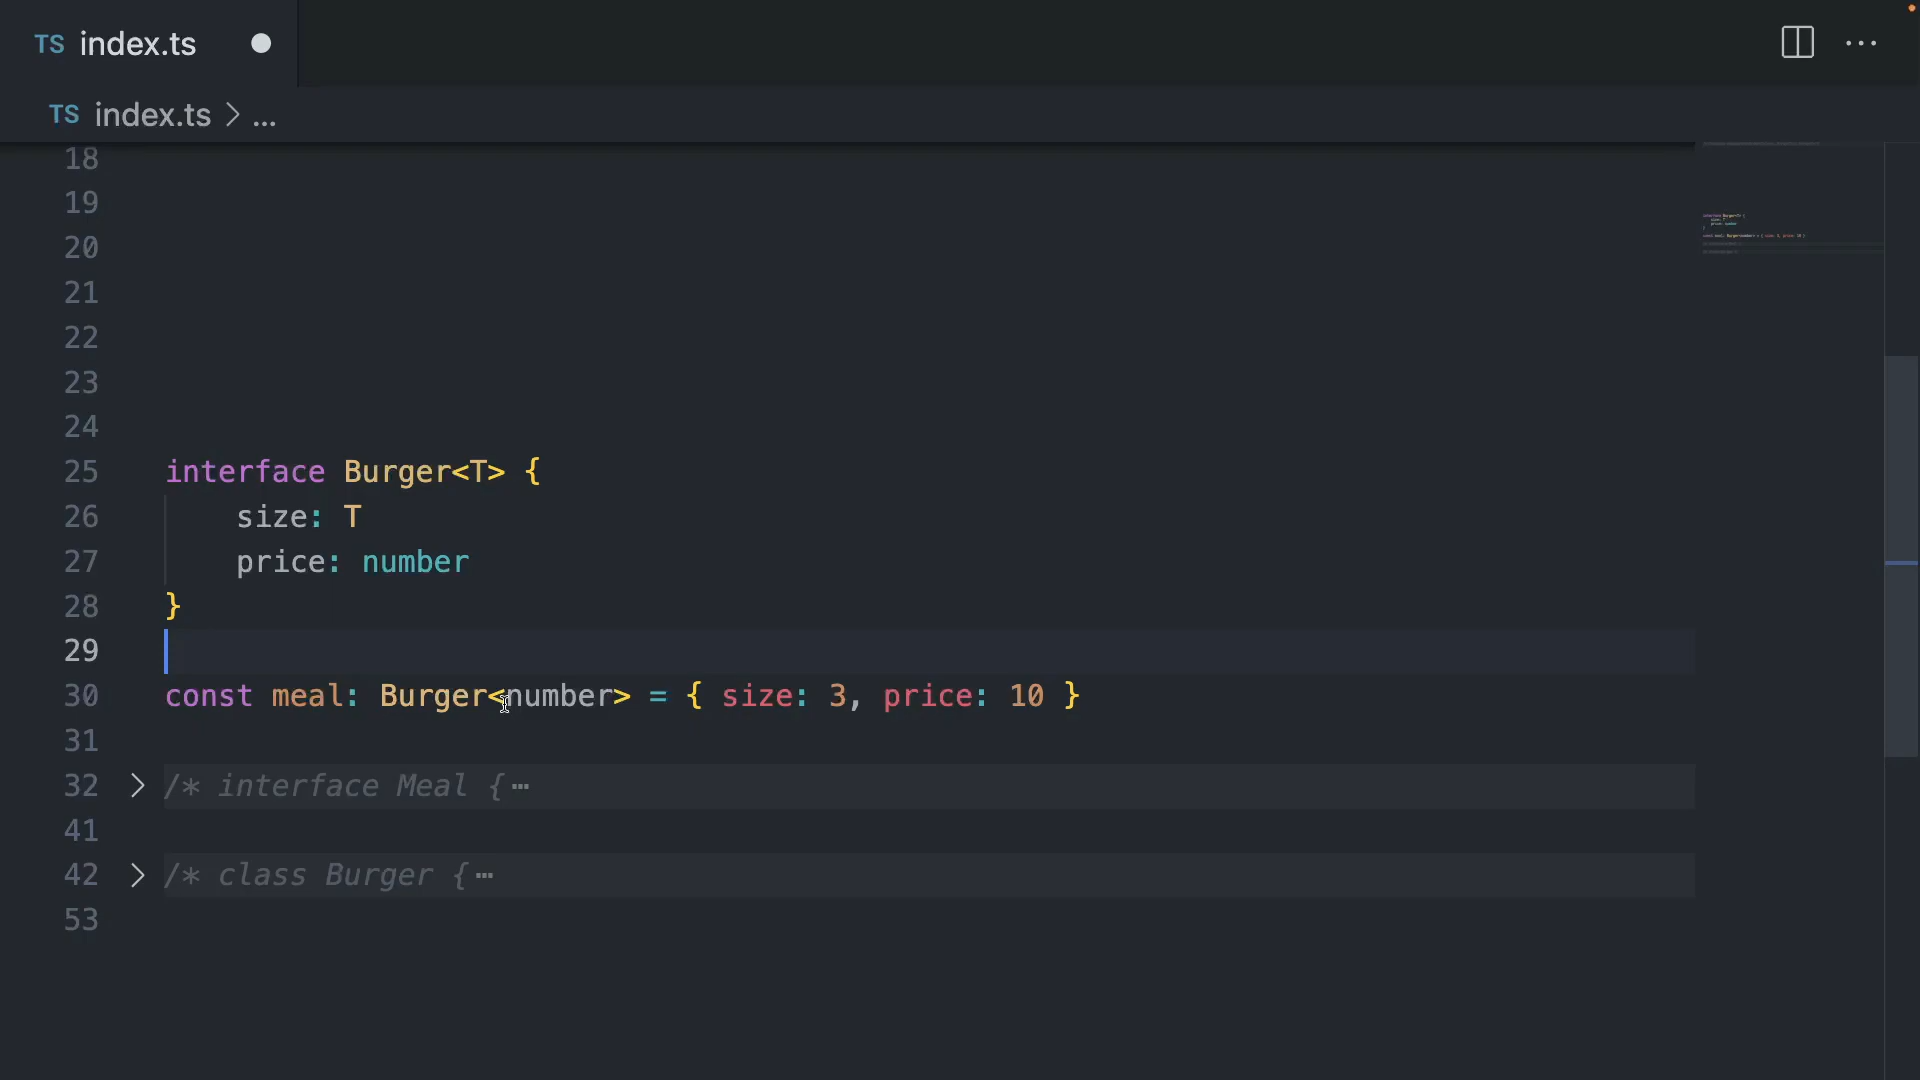 TS index.ts
TS index.ts > ...
18
19
20
21
22
23
24
25 interface Burger<T> {
26 size: T
27 price: number
28 }
29
30 const meal: Burger<number> = { size: 3, price: 10 }
31
32 /* interface Meal {⋯
41
42 /* class Burger {⋯
53